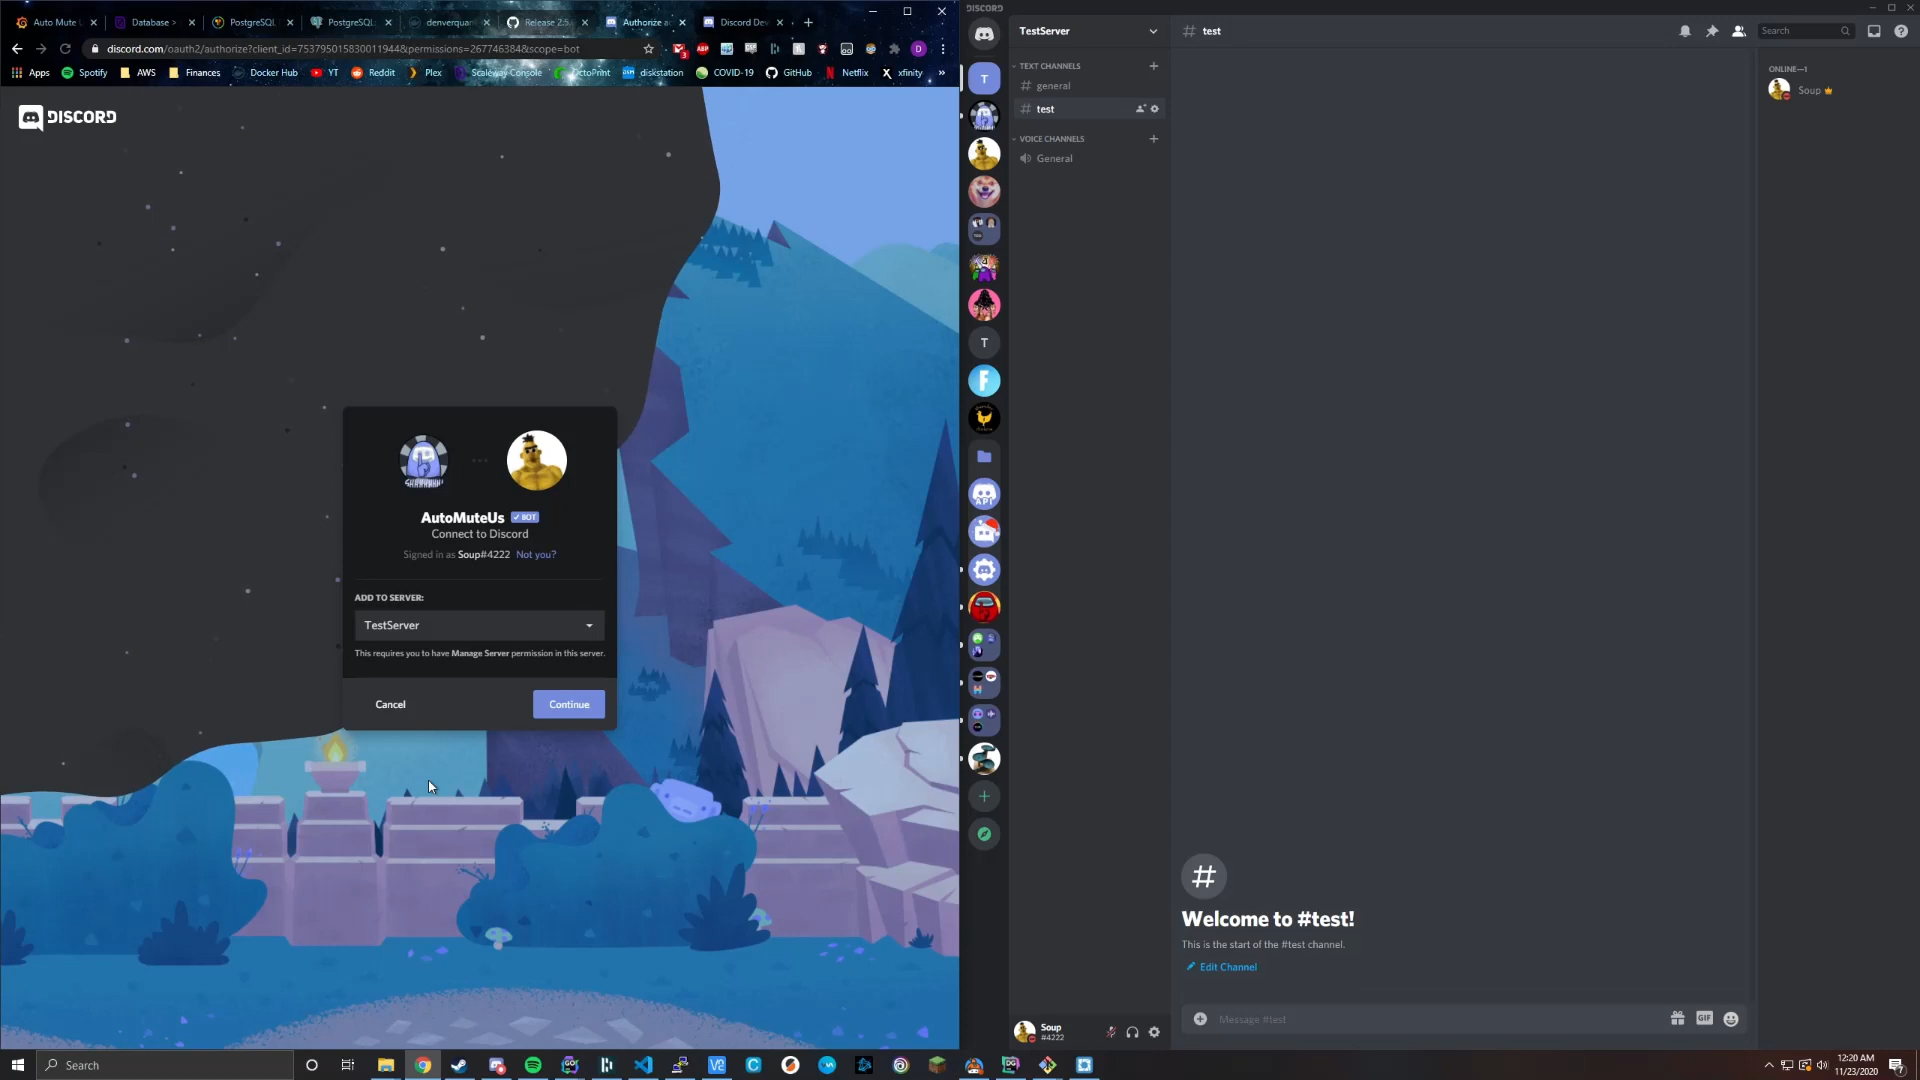 Auto Mute
Database >
PostgreSQL
PostgreSQL:
denverquan
Release 2.5.
Authorize a
Discord Dev
discord.com/oauth2/authorize?client_id=753795015830011944&permissions=267746384&scope=bot
Apps
Spotify
AWS
Finances
Docker Hub
YT
Reddit
Plex
Scaleway Console
OctoPrint
diskstation
COVID-19
GitHub
Netflix
xfinity
»
DISCORD
AutoMuteUs
BOT
Connect to Discord
Signed in as Soup#4222 Not you?
ADD TO SERVER:
TestServer
This requires you to have Manage Server permission in this server.
Cancel
Continue
DISCORD
TestServer
# test
Search
TEXT CHANNELS
# general
# test
VOICE CHANNELS
General
T
T
F
API
ONLINE—1
Soup
#
Welcome to #test!
This is the start of the #test channel.
Edit Channel
Message #test
GIF
Soup
#4222
Search
12:20 AM
11/23/2020